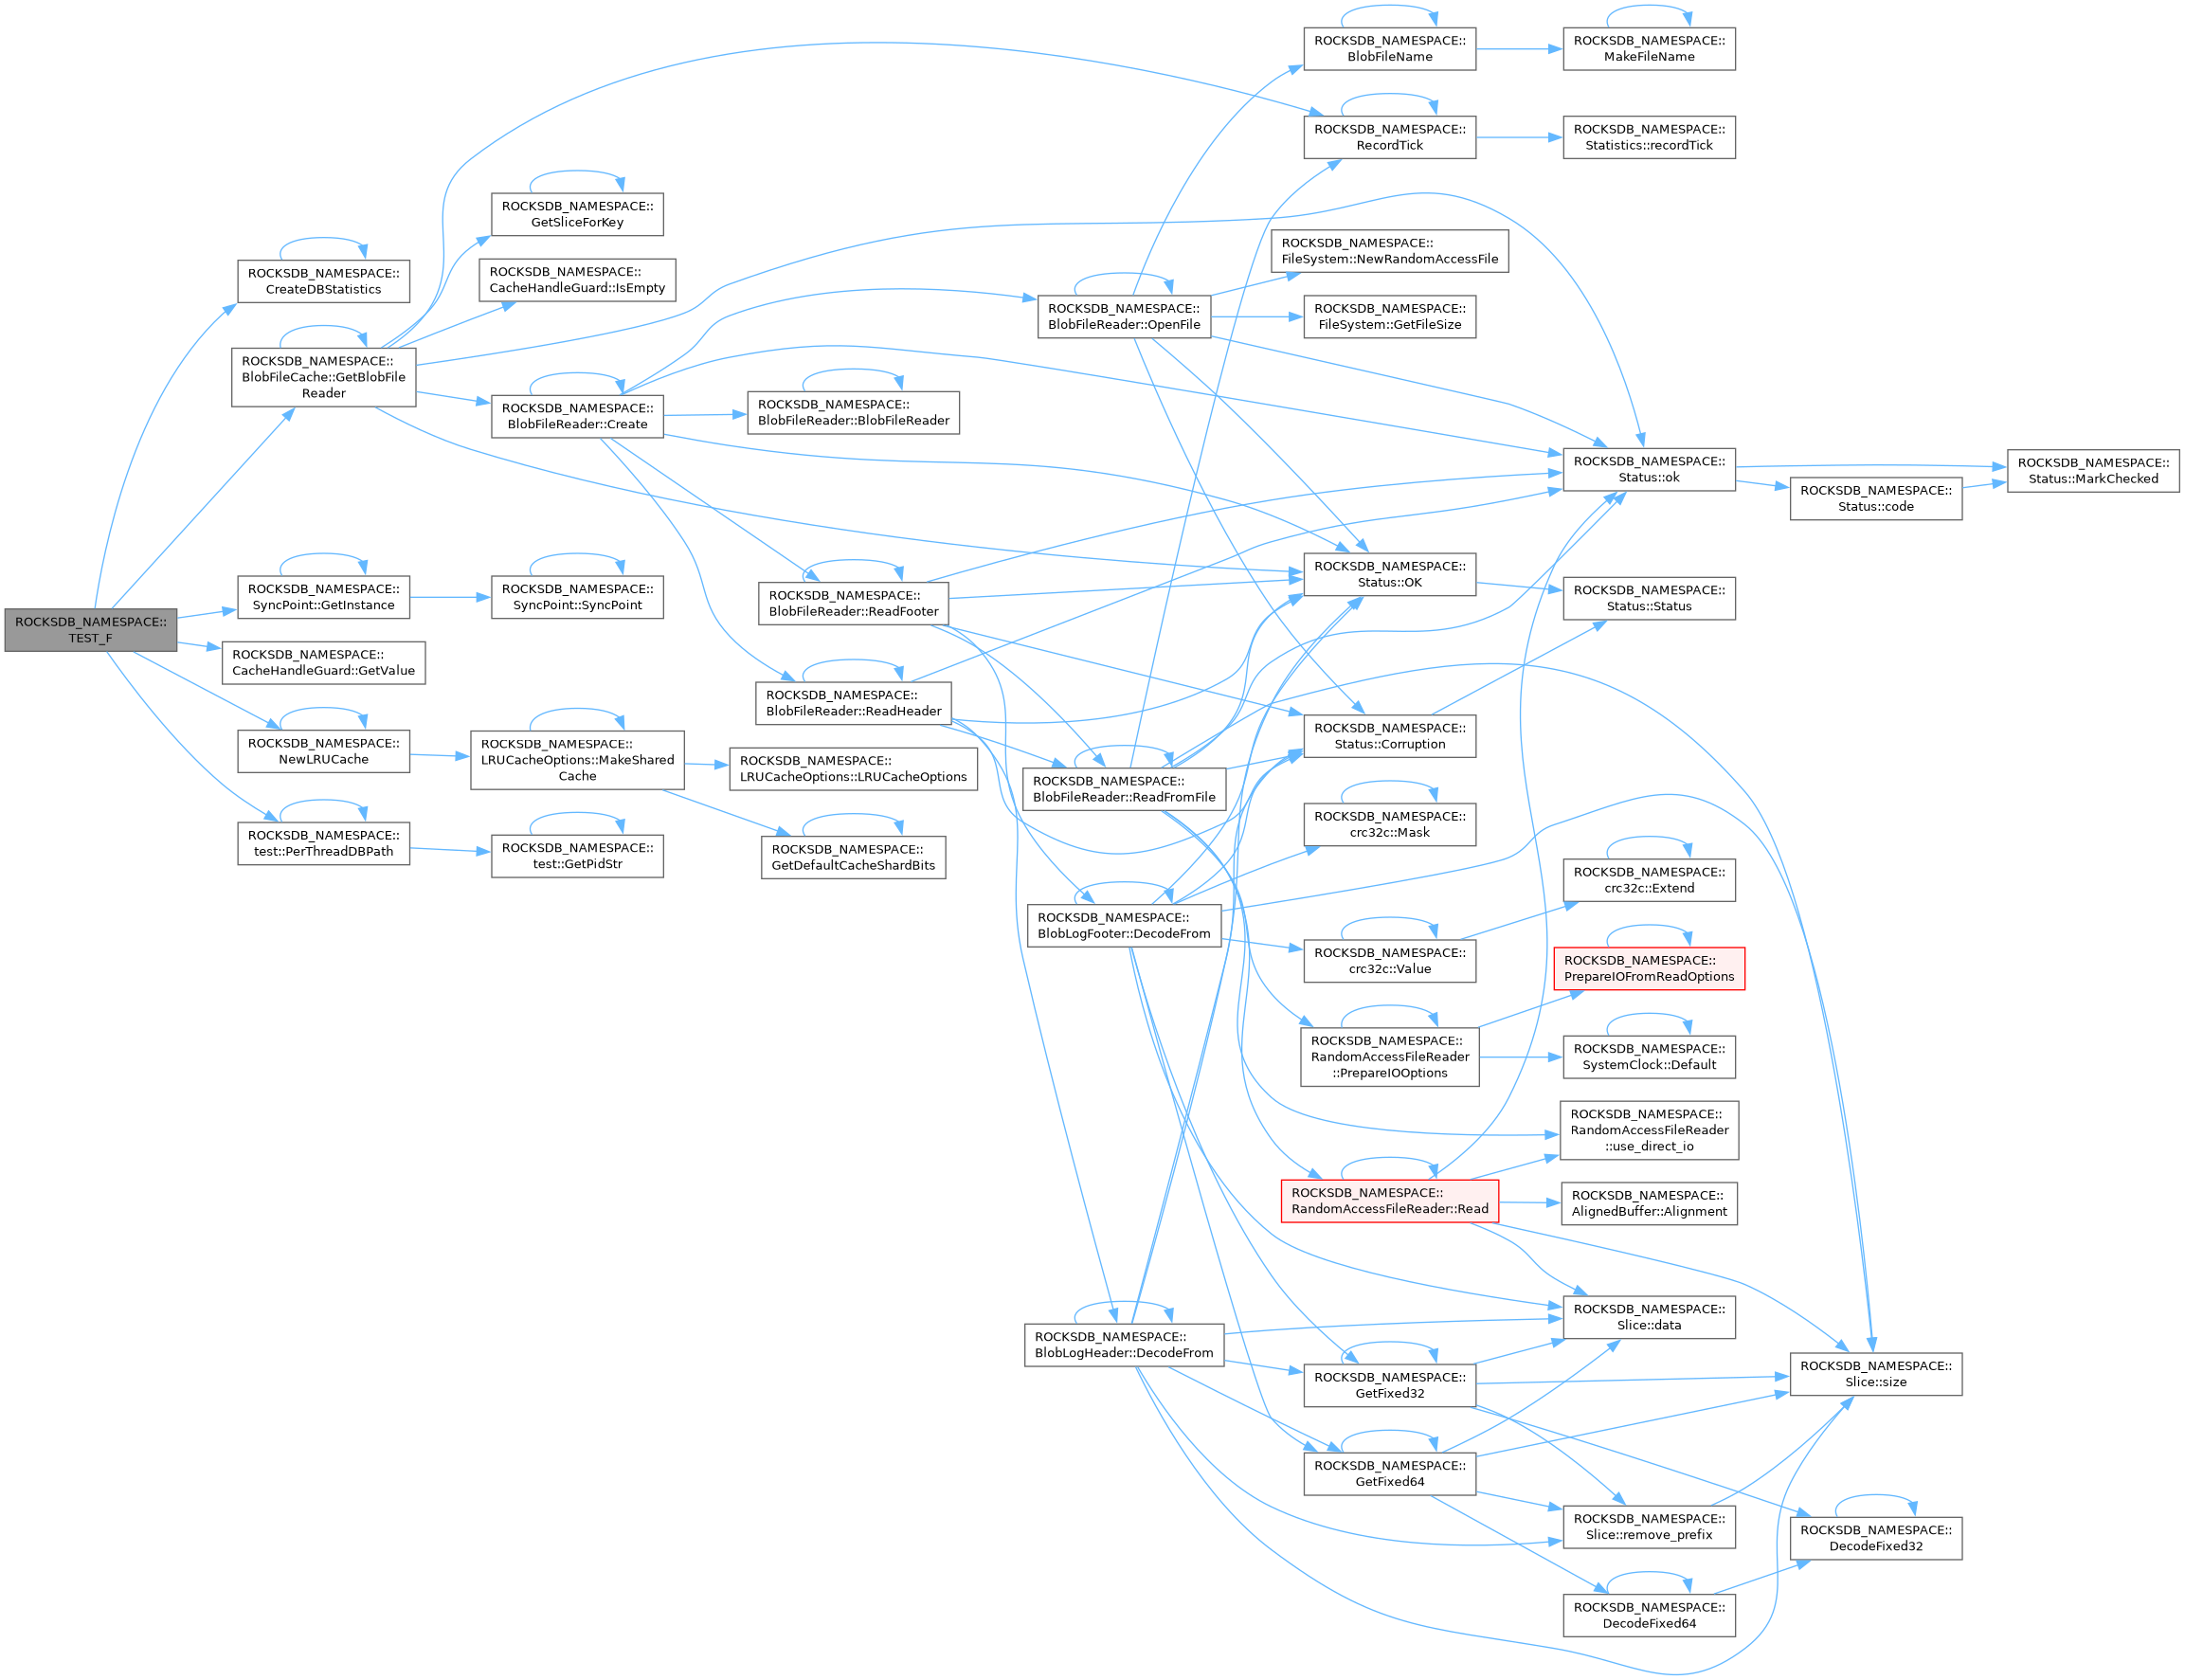 ROCKSDB_NAMESPACE::
TEST_F
ROCKSDB_NAMESPACE::
CreateDBStatistics
ROCKSDB_NAMESPACE::
BlobFileCache::GetBlobFile
Reader
ROCKSDB_NAMESPACE::
SyncPoint::GetInstance
ROCKSDB_NAMESPACE::
CacheHandleGuard::GetValue
ROCKSDB_NAMESPACE::
NewLRUCache
ROCKSDB_NAMESPACE::
test::PerThreadDBPath
ROCKSDB_NAMESPACE::
GetSliceForKey
ROCKSDB_NAMESPACE::
CacheHandleGuard::IsEmpty
ROCKSDB_NAMESPACE::
BlobFileReader::Create
ROCKSDB_NAMESPACE::
SyncPoint::SyncPoint
ROCKSDB_NAMESPACE::
LRUCacheOptions::MakeShared
Cache
ROCKSDB_NAMESPACE::
test::GetPidStr
ROCKSDB_NAMESPACE::
BlobFileReader::BlobFileReader
ROCKSDB_NAMESPACE::
BlobFileReader::ReadFooter
ROCKSDB_NAMESPACE::
BlobFileReader::ReadHeader
ROCKSDB_NAMESPACE::
LRUCacheOptions::LRUCacheOptions
ROCKSDB_NAMESPACE::
GetDefaultCacheShardBits
ROCKSDB_NAMESPACE::
BlobFileReader::OpenFile
ROCKSDB_NAMESPACE::
BlobFileReader::ReadFromFile
ROCKSDB_NAMESPACE::
BlobLogFooter::DecodeFrom
ROCKSDB_NAMESPACE::
BlobLogHeader::DecodeFrom
ROCKSDB_NAMESPACE::
BlobFileName
ROCKSDB_NAMESPACE::
RecordTick
ROCKSDB_NAMESPACE::
FileSystem::NewRandomAccessFile
ROCKSDB_NAMESPACE::
FileSystem::GetFileSize
ROCKSDB_NAMESPACE::
Status::OK
ROCKSDB_NAMESPACE::
Status::Corruption
ROCKSDB_NAMESPACE::
crc32c::Mask
ROCKSDB_NAMESPACE::
crc32c::Value
ROCKSDB_NAMESPACE::
RandomAccessFileReader
::PrepareIOOptions
ROCKSDB_NAMESPACE::
RandomAccessFileReader::Read
ROCKSDB_NAMESPACE::
GetFixed32
ROCKSDB_NAMESPACE::
GetFixed64
ROCKSDB_NAMESPACE::
MakeFileName
ROCKSDB_NAMESPACE::
Statistics::recordTick
ROCKSDB_NAMESPACE::
Status::ok
ROCKSDB_NAMESPACE::
Status::Status
ROCKSDB_NAMESPACE::
crc32c::Extend
ROCKSDB_NAMESPACE::
PrepareIOFromReadOptions
ROCKSDB_NAMESPACE::
SystemClock::Default
ROCKSDB_NAMESPACE::
RandomAccessFileReader
::use_direct_io
ROCKSDB_NAMESPACE::
AlignedBuffer::Alignment
ROCKSDB_NAMESPACE::
Slice::data
ROCKSDB_NAMESPACE::
Slice::remove_prefix
ROCKSDB_NAMESPACE::
DecodeFixed64
ROCKSDB_NAMESPACE::
Status::code
ROCKSDB_NAMESPACE::
Slice::size
ROCKSDB_NAMESPACE::
DecodeFixed32
ROCKSDB_NAMESPACE::
Status::MarkChecked